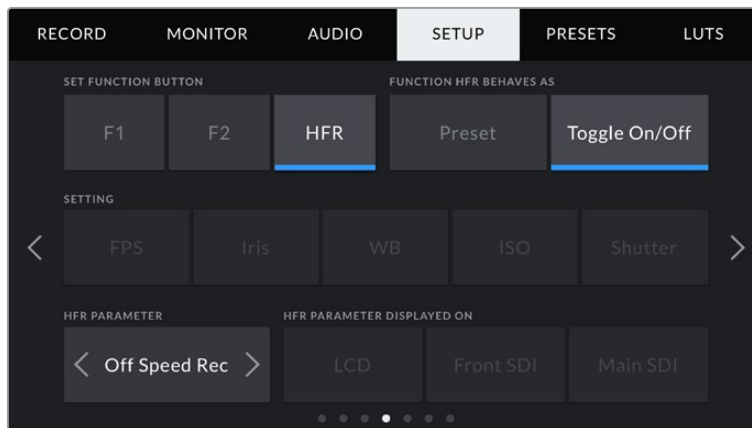 RECORD MONITOR AUDIO SETUP PRESETS LUTS
SET FUNCTION BUTTON FUNCTION HFR BEHAVES AS
F1 F2 HFR Preset Toggle On/Off
SETTING
FPS Iris WB ISO Shutter
HFR PARAMETER HFR PARAMETER DISPLAYED ON
Off Speed Rec LCD Front SDI Main SDI